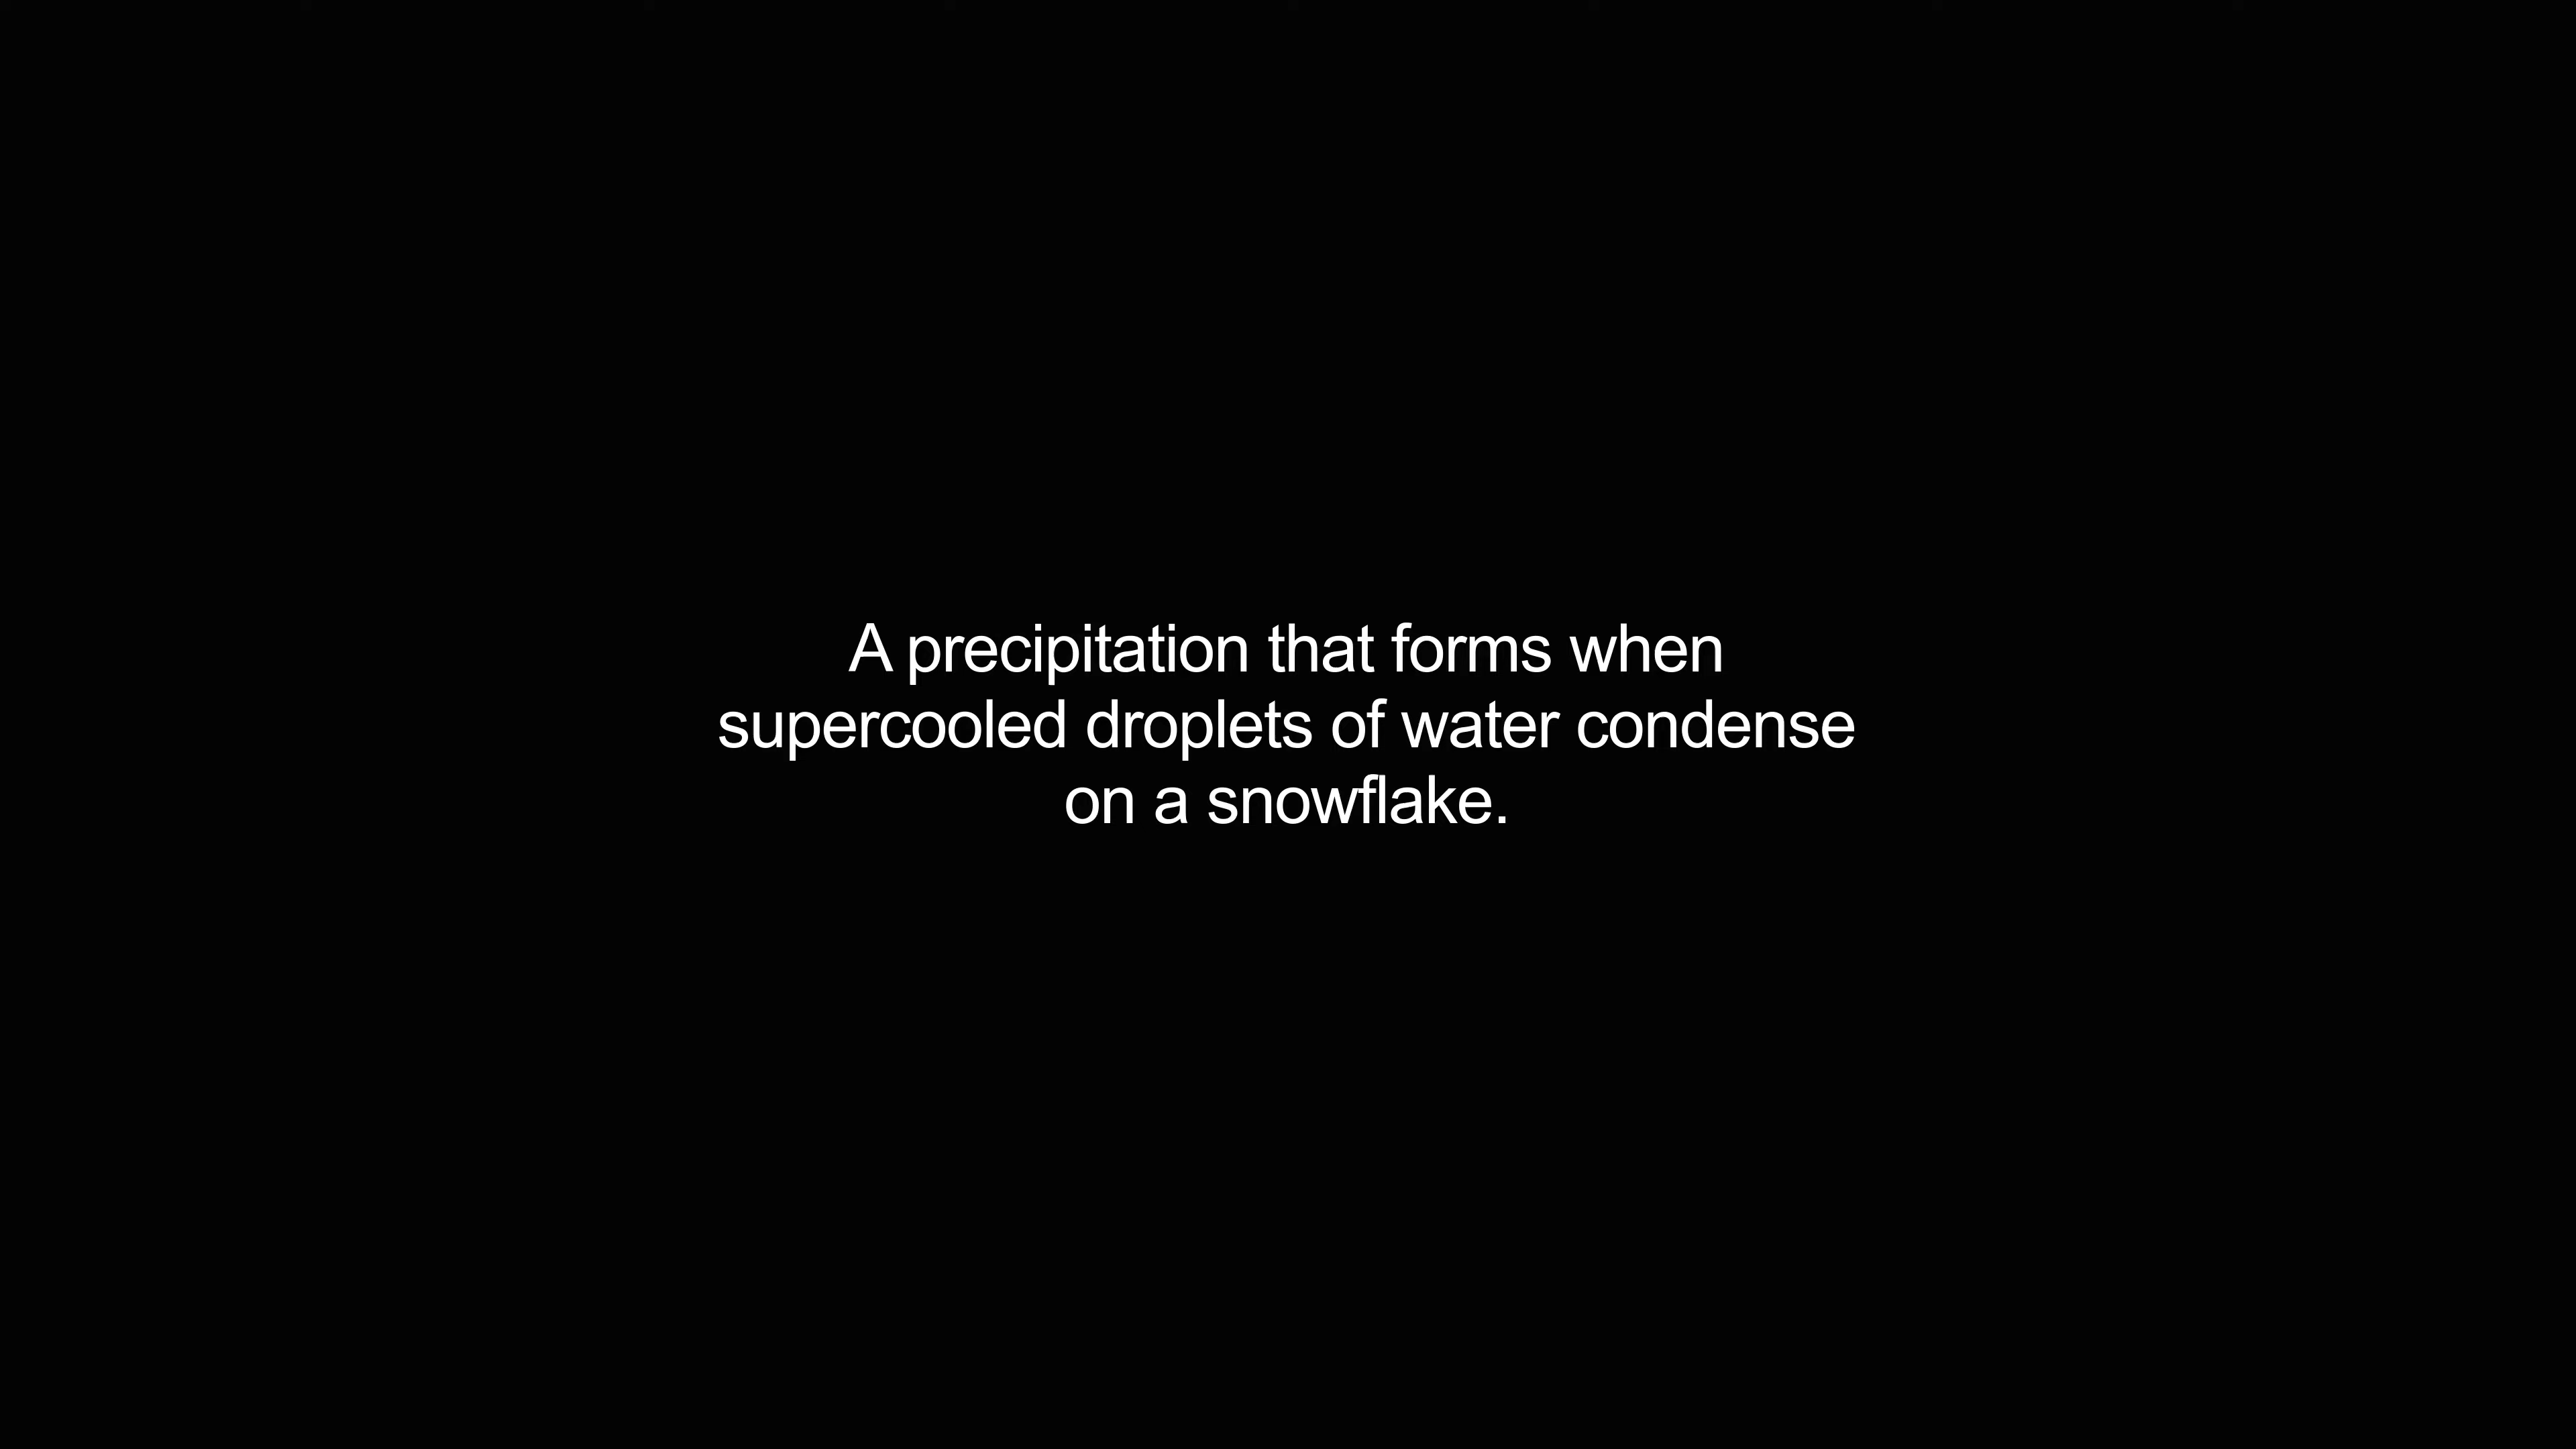 A precipitation that forms when
supercooled droplets of water condense
on a snowflake.